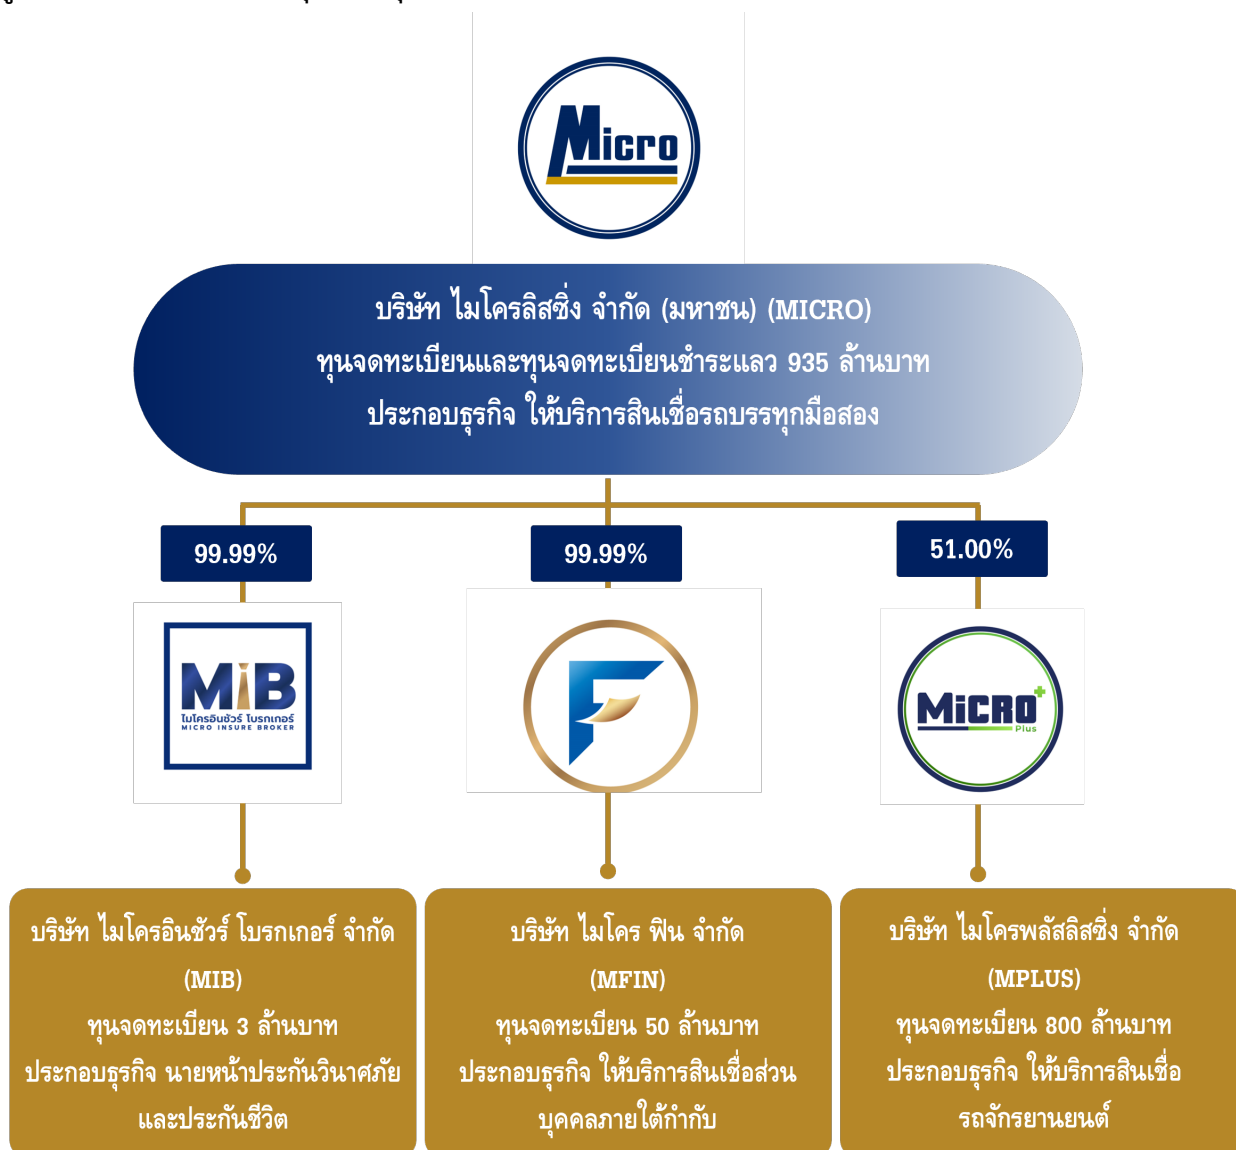 Micro
บริษัท ไมโครลิสซิ่ง จำกัด (มหาชน) (MICRO)
ทุนจดทะเบียนและทุนจดทะเบียนชำระแลว 935 ล้านบาท
ประกอบธุรกิจ ให้บริการสินเชื่อรถบรรทุกมือสอง
99.99%
99.99%
51.00%
MiB
ไมโครอินชัวร์ โบรกเกอร์
MICRO INSURE BROKER
F
MiCRO+
Plus
บริษัท ไมโครอินชัวร์ โบรกเกอร์ จำกัด
(MIB)
ทุนจดทะเบียน 3 ล้านบาท
ประกอบธุรกิจ นายหน้าประกันวินาศภัย
และประกันชีวิต
บริษัท ไมโคร ฟิน จำกัด
(MFIN)
ทุนจดทะเบียน 50 ล้านบาท
ประกอบธุรกิจ ให้บริการสินเชื่อส่วน
บุคคลภายใต้กำกับ
บริษัท ไมโครพลัสลิสซิ่ง จำกัด
(MPLUS)
ทุนจดทะเบียน 800 ล้านบาท
ประกอบธุรกิจ ให้บริการสินเชื่อ
รถจักรยานยนต์